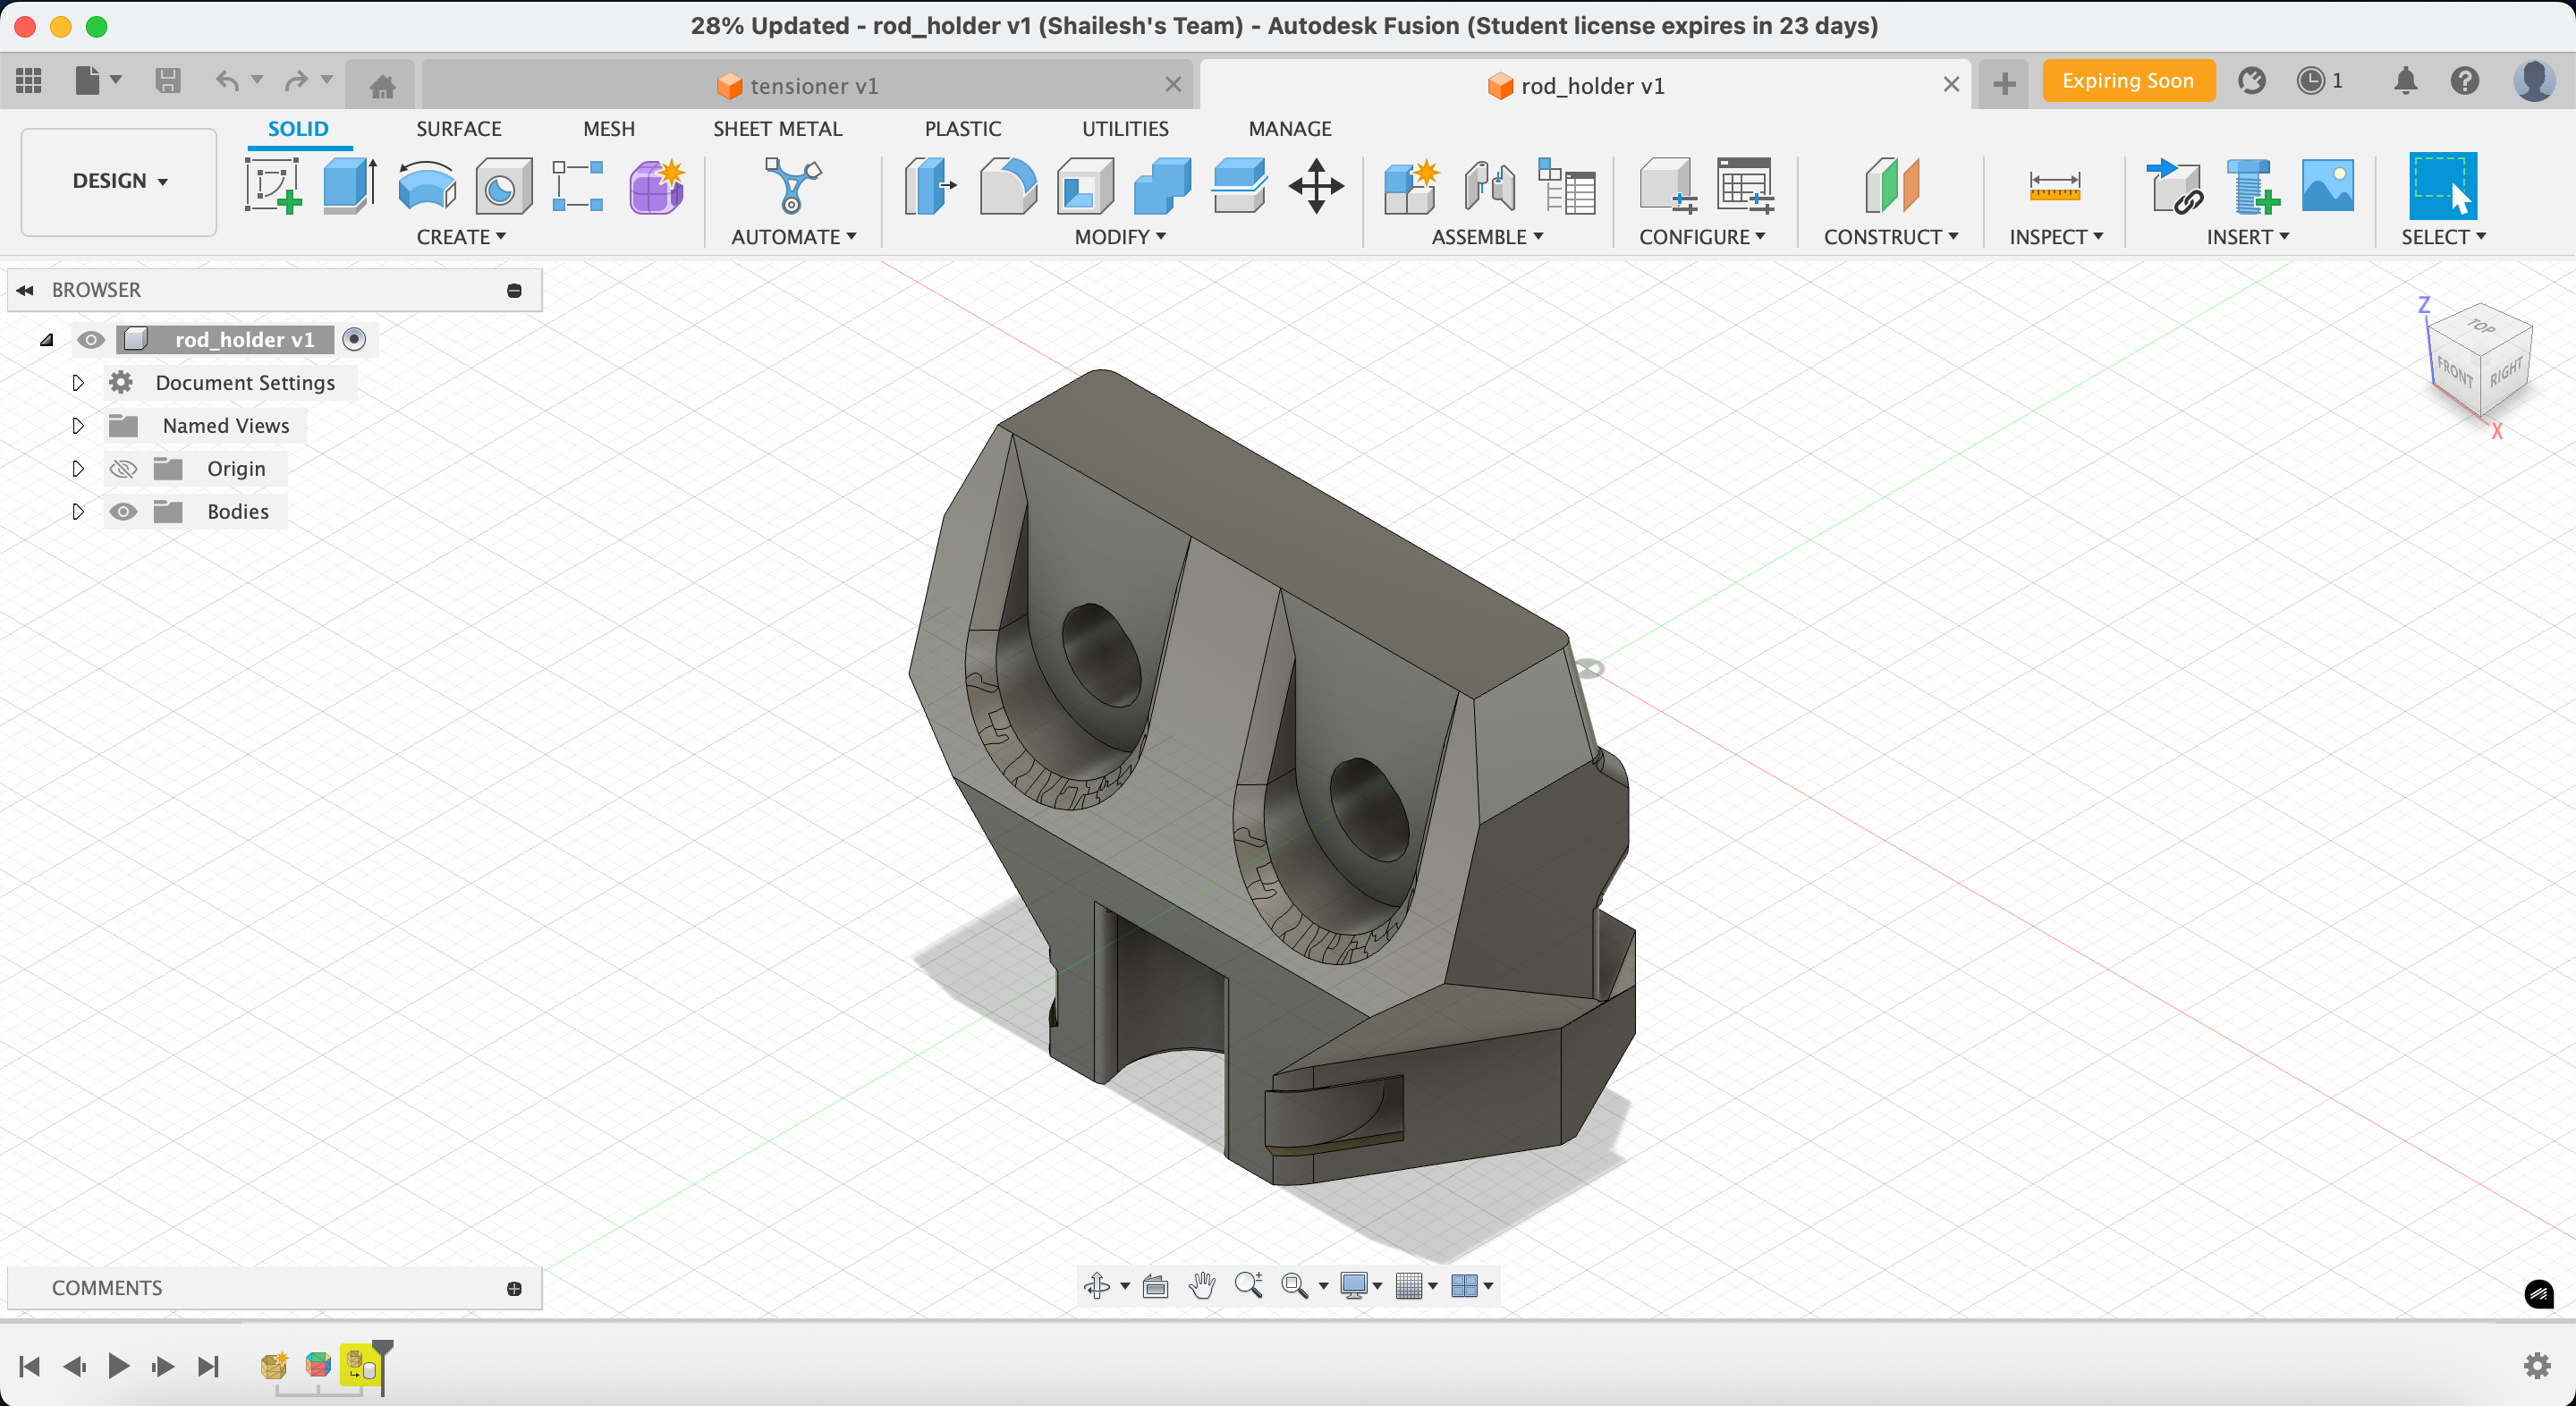 28% Updated - rod_holder v1 (Shailesh's Team) - Autodesk Fusion (Student license expires in 23 days)
tensioner v1
rod_holder v1
Expiring Soon
1
DESIGN
SOLID
SURFACE
MESH
SHEET METAL
PLASTIC
UTILITIES
MANAGE
CREATE
AUTOMATE
MODIFY
ASSEMBLE
CONFIGURE
CONSTRUCT
INSPECT
INSERT
SELECT
BROWSER
rod_holder v1
Document Settings
Named Views
Origin
Bodies
Z
TOP
FRONT
RIGHT
X
COMMENTS